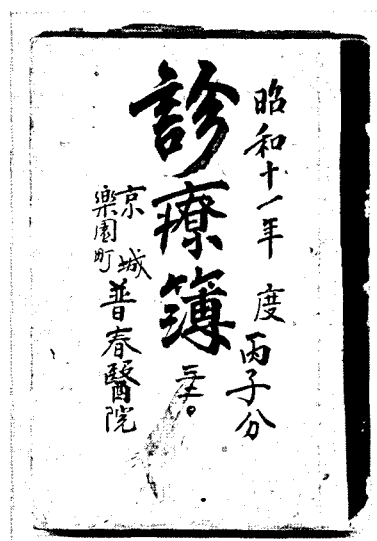 昭和十一年 度 丙子分
診療簿
京城
樂園町
普春醫院